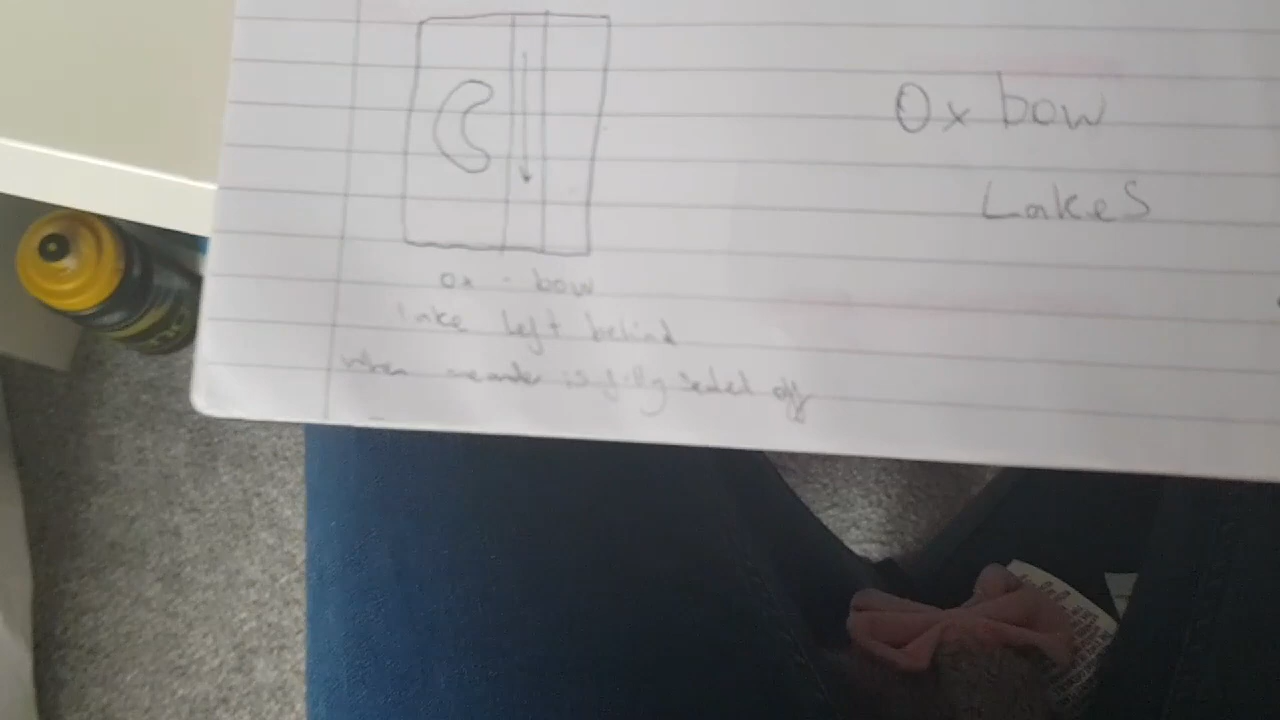 Ox bow
Lakes
ox - bow
lake left behind
when meander is fully sealed off